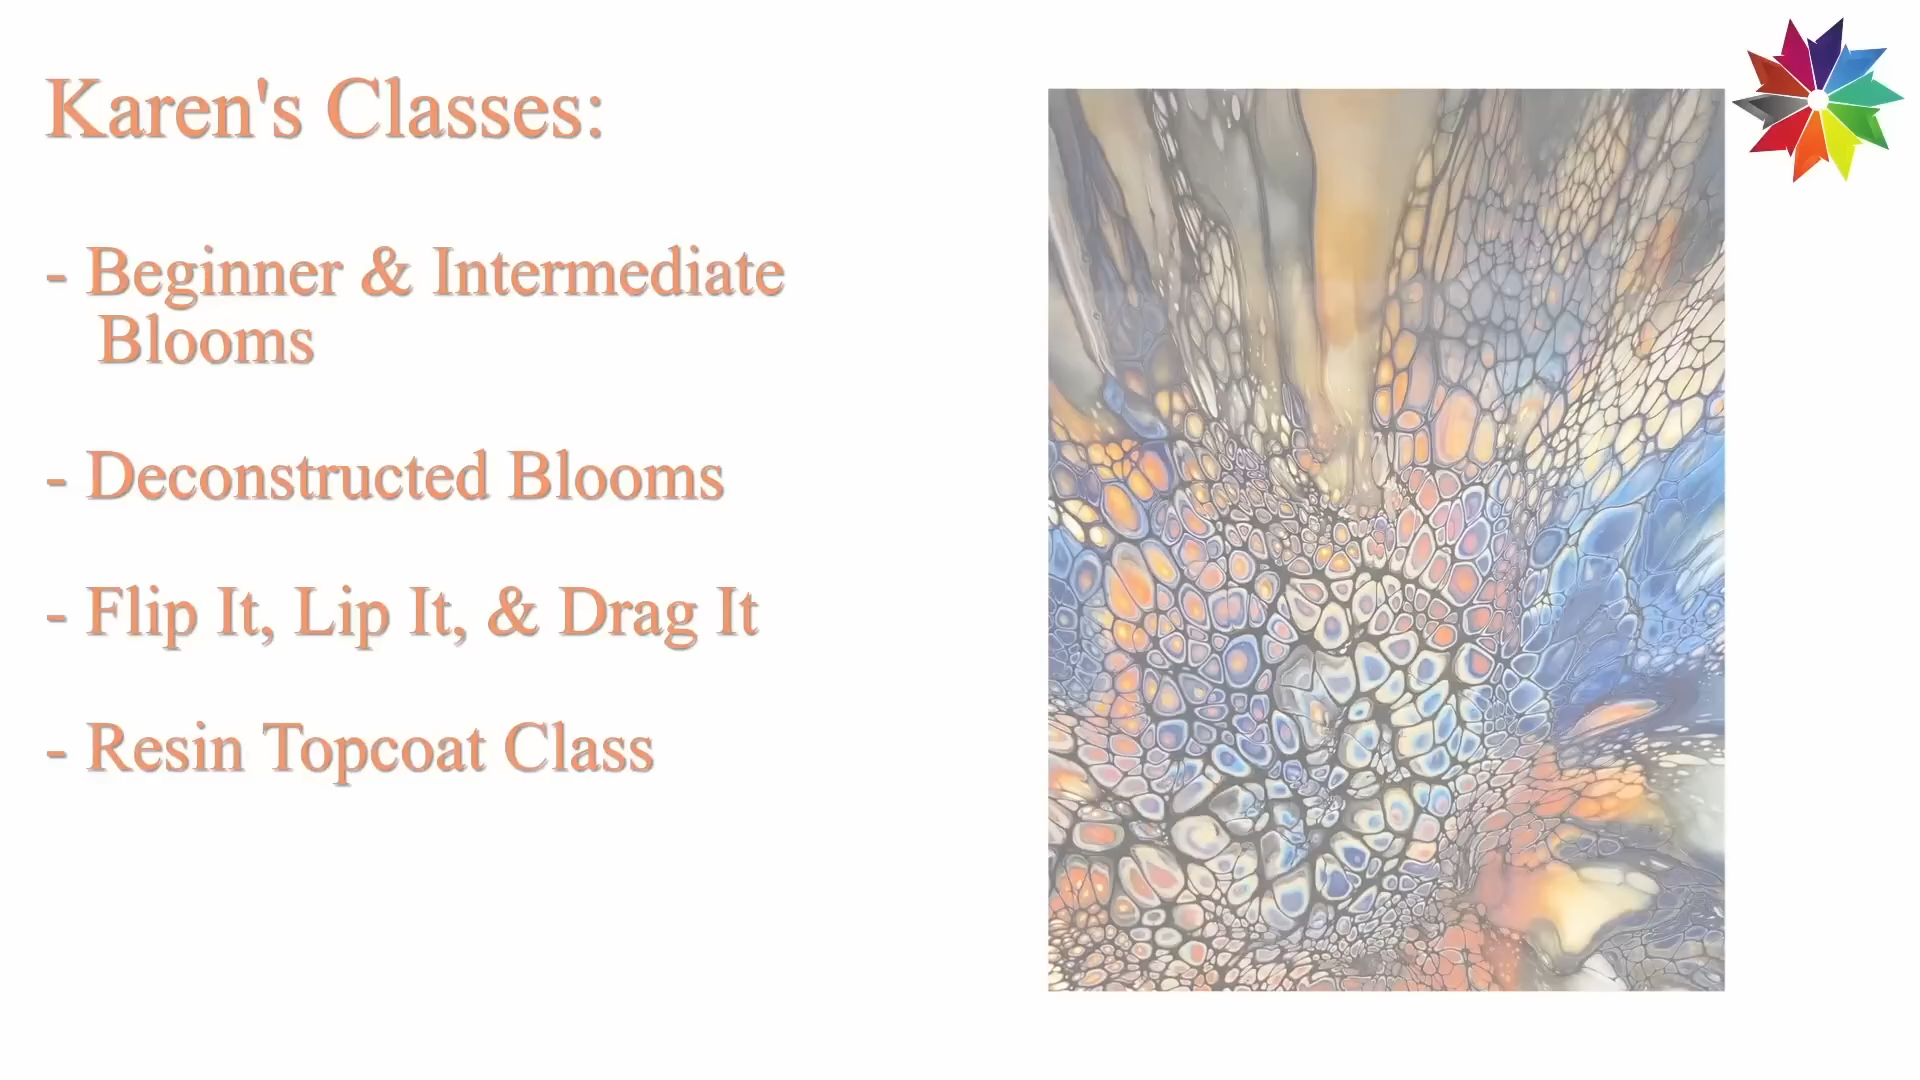 Karen's Classes:
- Beginner & Intermediate
Blooms
- Deconstructed Blooms
- Flip It, Lip It, & Drag It
- Resin Topcoat Class